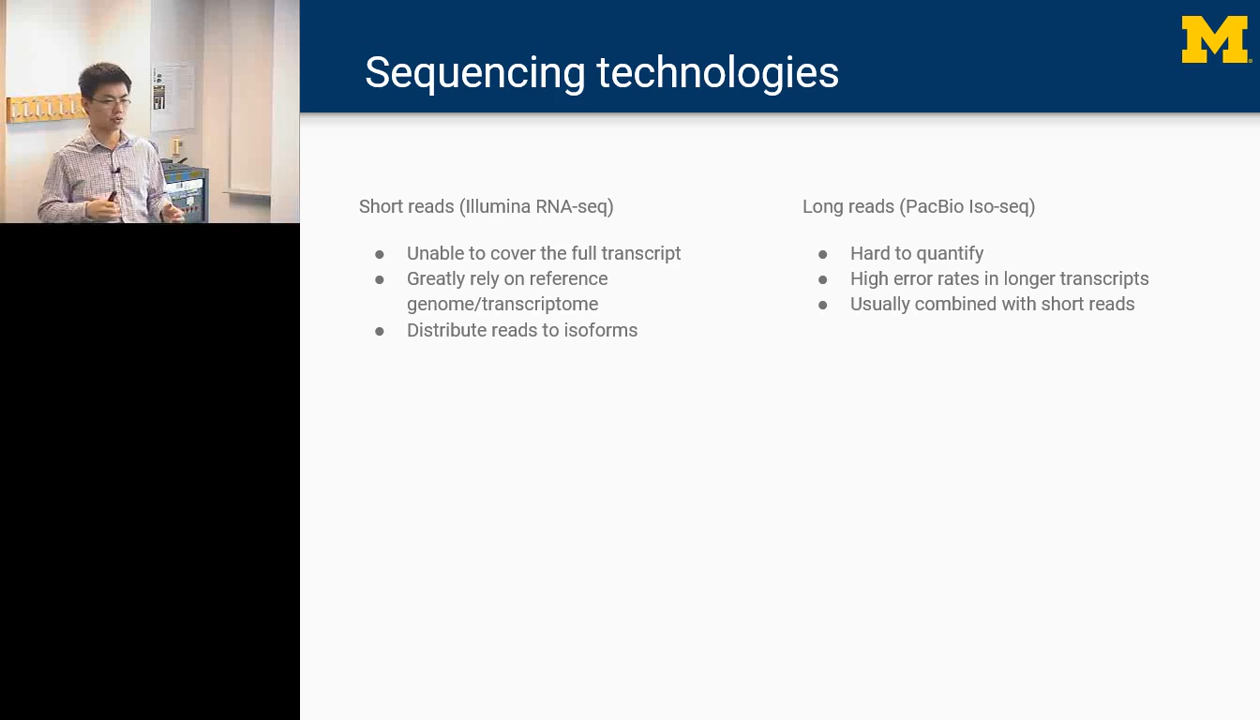 Sequencing technologies
M
Short reads (Illumina RNA-seq)
● Unable to cover the full transcript
● Greatly rely on reference
genome/transcriptome
● Distribute reads to isoforms
Long reads (PacBio Iso-seq)
● Hard to quantify
● High error rates in longer transcripts
● Usually combined with short reads